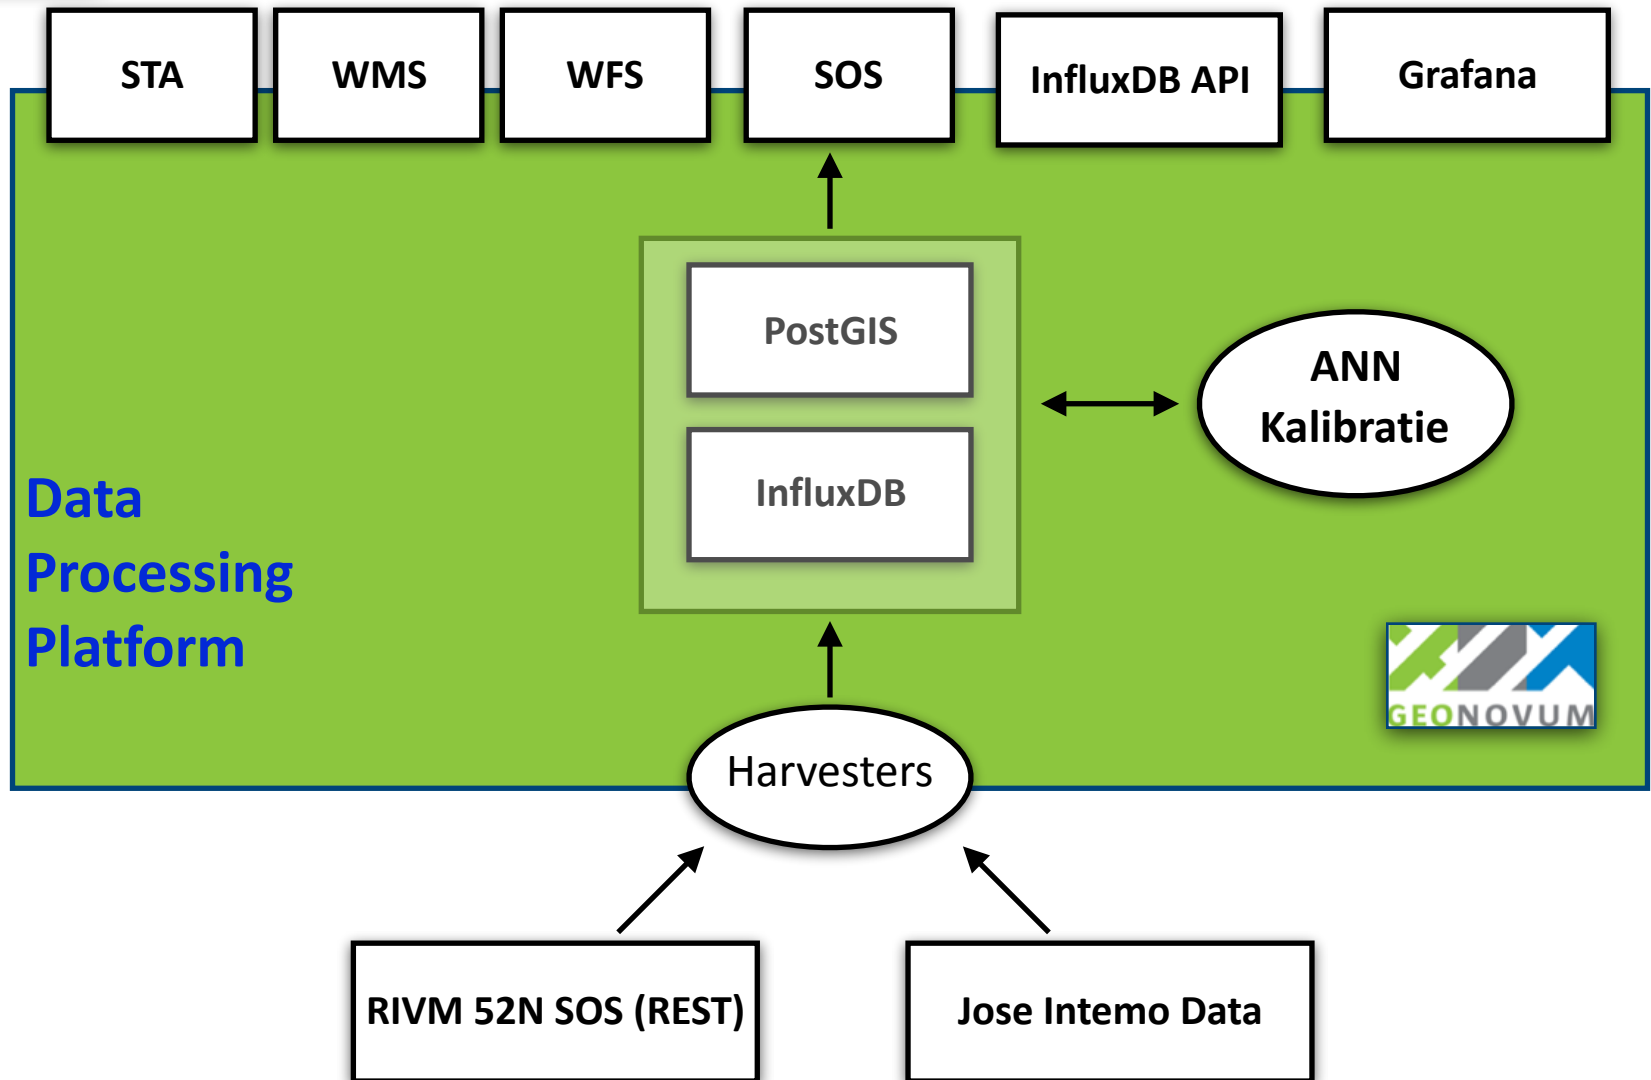 STA
WMS
WFS
SOS
InfluxDB API
Grafana
PostGIS
ANN
Kalibratie
InfluxDB
Data
Processing
Platform
GEONOVUM
Harvesters
RIVM 52N SOS (REST)
Jose Intemo Data